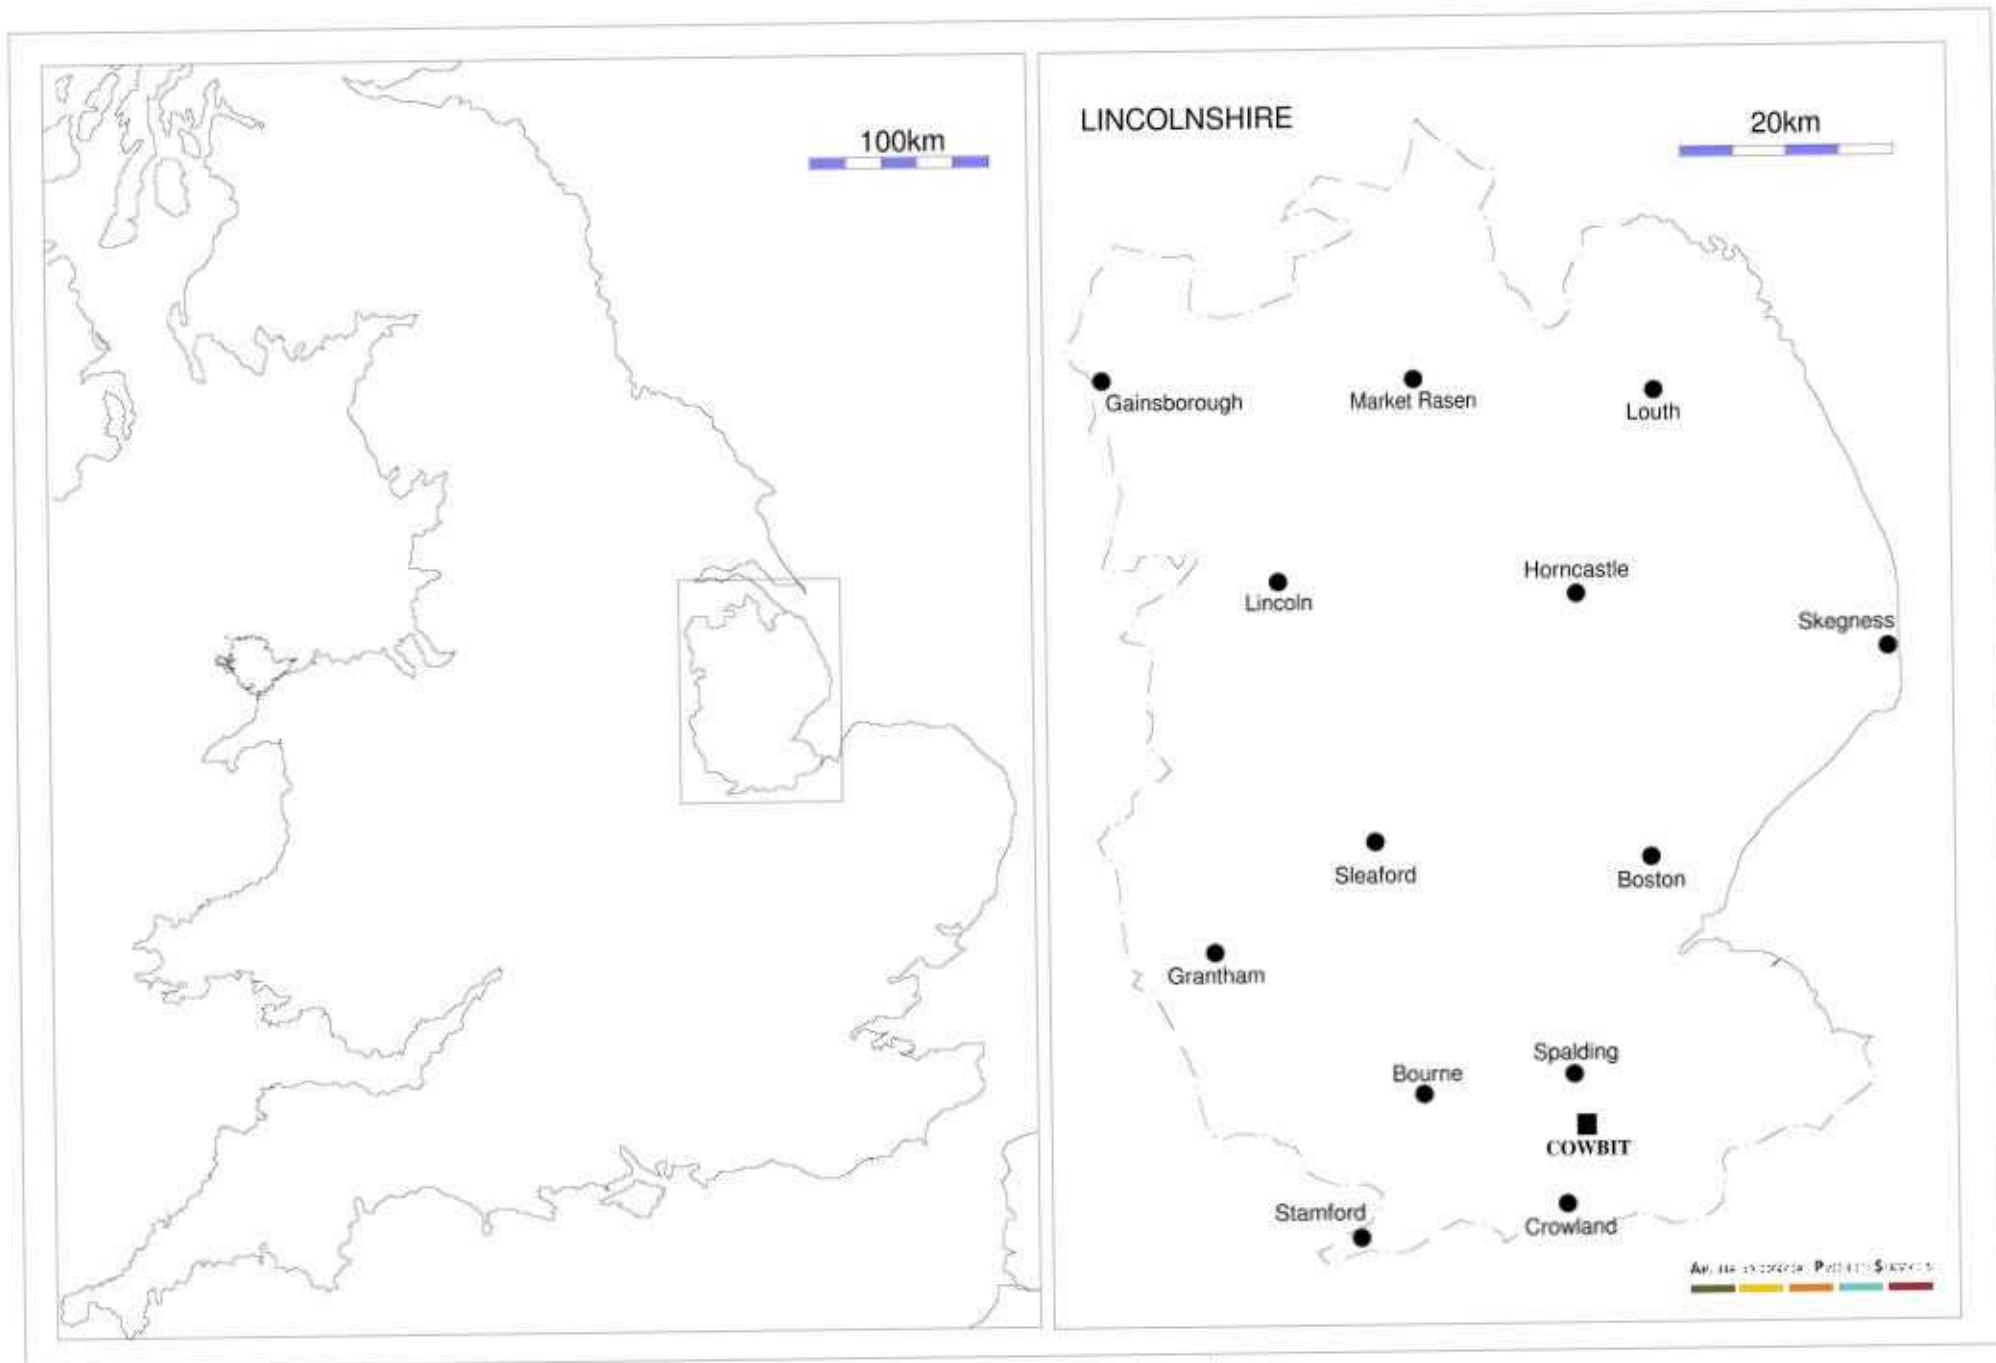 100km
LINCOLNSHIRE
20km
Gainsborough
Market Rasen
Louth
Lincoln
Horncastle
Skegness
Sleaford
Boston
Grantham
Bourne
Spalding
COWBIT
Stamford
Crowland